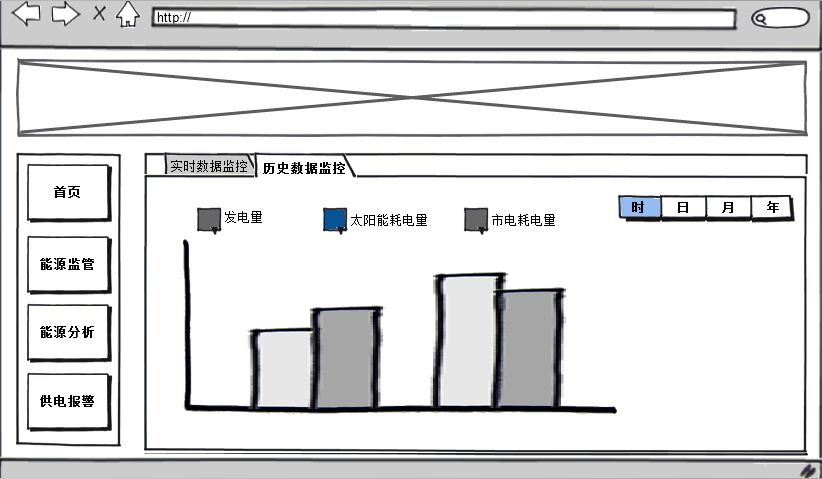 http://
实时数据监控
历史数据监控
首页
能源监管
能源分析
供电报警
发电量
太阳能耗电量
市电耗电量
时
日
月
年